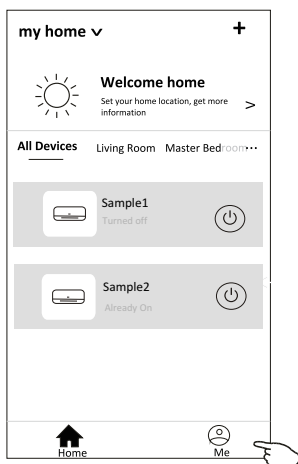 my home
+
Welcome home
Set your home location, get more
information
>
All Devices Living Room Master Bedroom ...
Sample1
Turned off
Sample2
Already On
Home Me